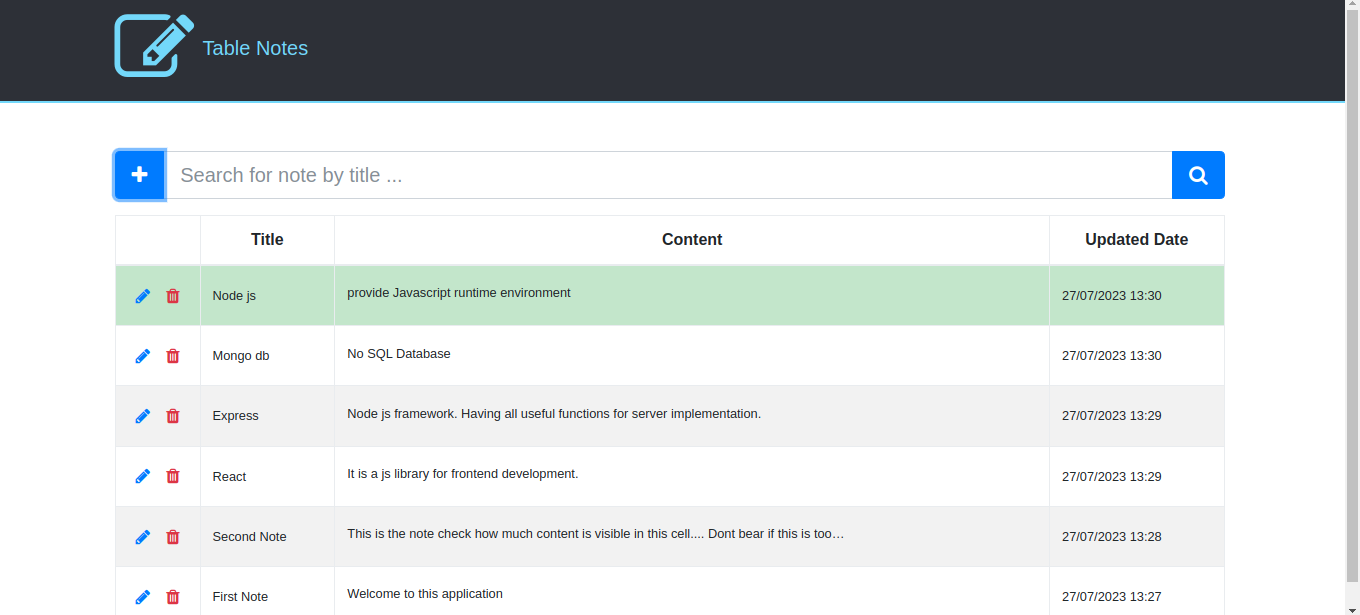 Table Notes
Search for note by title ...
Title Content Updated Date
Node js provide Javascript runtime environment 27/07/2023 13:30
Mongo db No SQL Database 27/07/2023 13:30
Express Node js framework. Having all useful functions for server implementation. 27/07/2023 13:29
React It is a js library for frontend development. 27/07/2023 13:29
Second Note This is the note check how much content is visible in this cell.... Dont bear if this is too… 27/07/2023 13:28
First Note Welcome to this application 27/07/2023 13:27